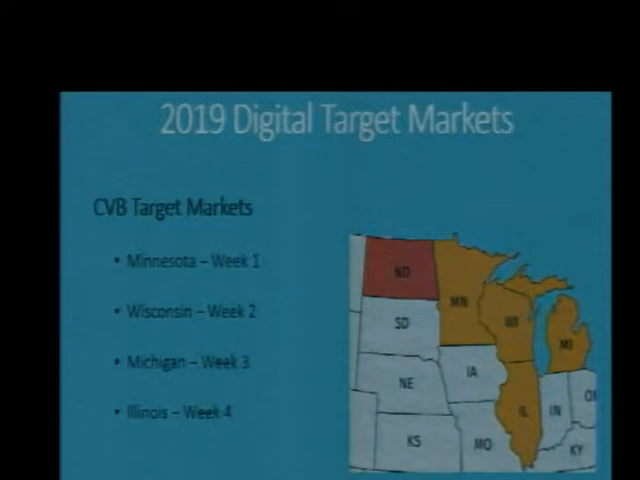 2019 Digital Target Markets
CVB Target Markets
• Minnesota – Week 1
• Wisconsin – Week 2
• Michigan – Week 3
• Illinois – Week 4
ND
MN
WI
MI
SD
IA
NE
IL
IN
KS
MO
KY